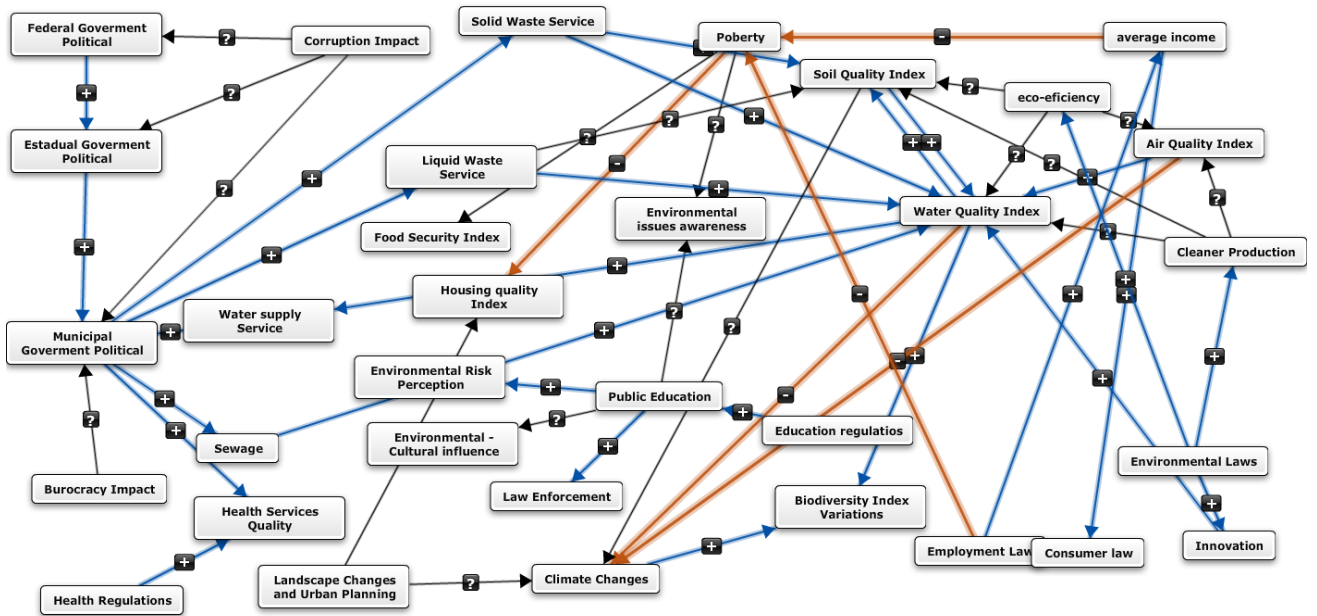 Federal Goverment
Political
?
Corruption Impact
Solid Waste Service
?
Poberty
-
average income
+
?
Soil Quality Index
?
eco-eficiency
Estadual Goverment
Political
+
?
?
?
+
?
Air Quality Index
Liquid Waste
Service
-
+ +
?
?
+
?
+
+
?
Environmental
issues awareness
Water Quality Index
Food Security Index
?
Cleaner Production
+
+
+
+
Housing quality
Index
-
+
+
+
Water supply
Service
?
?
Municipal
Goverment Political
+
+
- +
+
Environmental Risk
Perception
+
Public Education
-
+
+
?
?
+
Education regulatios
+
Sewage
Environmental -
Cultural influence
+
Environmental Laws
Burocracy Impact
Law Enforcement
Biodiversity Index
Variations
+
Health Services
Quality
+
+
Employment Law
Consumer law
Innovation
Health Regulations
Landscape Changes
and Urban Planning
?
Climate Changes